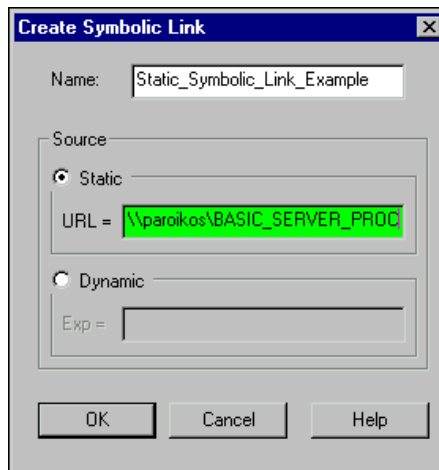 Create Symbolic Link
Name: Static_Symbolic_Link_Example
Source
Static
URL = \\paroikos\BASIC_SERVER_PROC
Dynamic
Exp =
OK Cancel Help